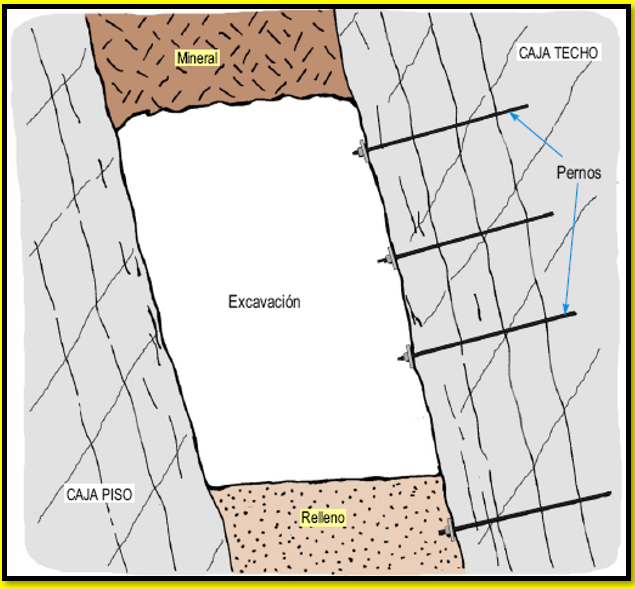 CAJA TECHO
Mineral
Pernos
Excavación
CAJA PISO
Relleno